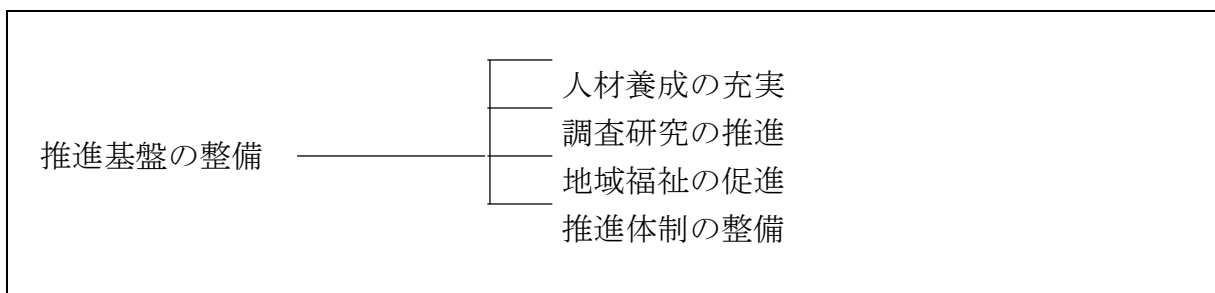 推進基盤の整備
人材養成の充実
調査研究の推進
地域福祉の促進
推進体制の整備